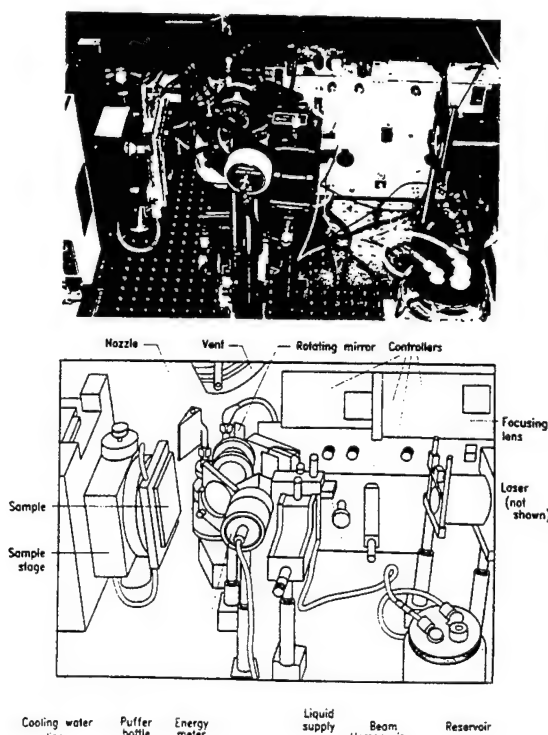 Nozzle
Vent
Rotating mirror
Controllers
Focusing
lens
Laser
(not
shown)
Sample
Sample
stage
Cooling water
Puffer
bottle
Energy
meter
Liquid
supply
Beam
Reservoir